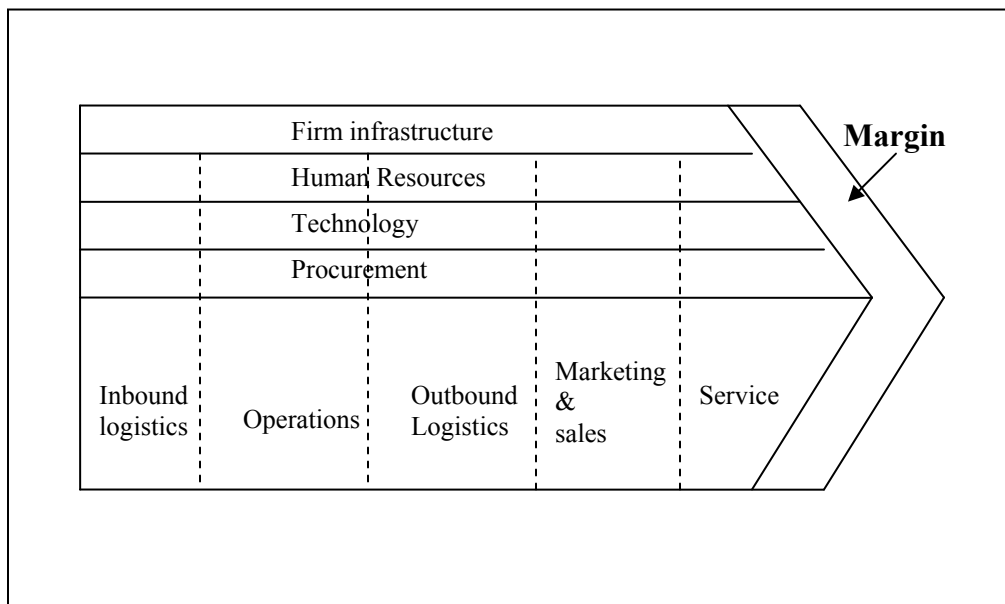 Firm infrastructure
Margin
Human Resources
Technology
Procurement
Inbound
logistics
Operations
Outbound
Logistics
Marketing
&
sales
Service